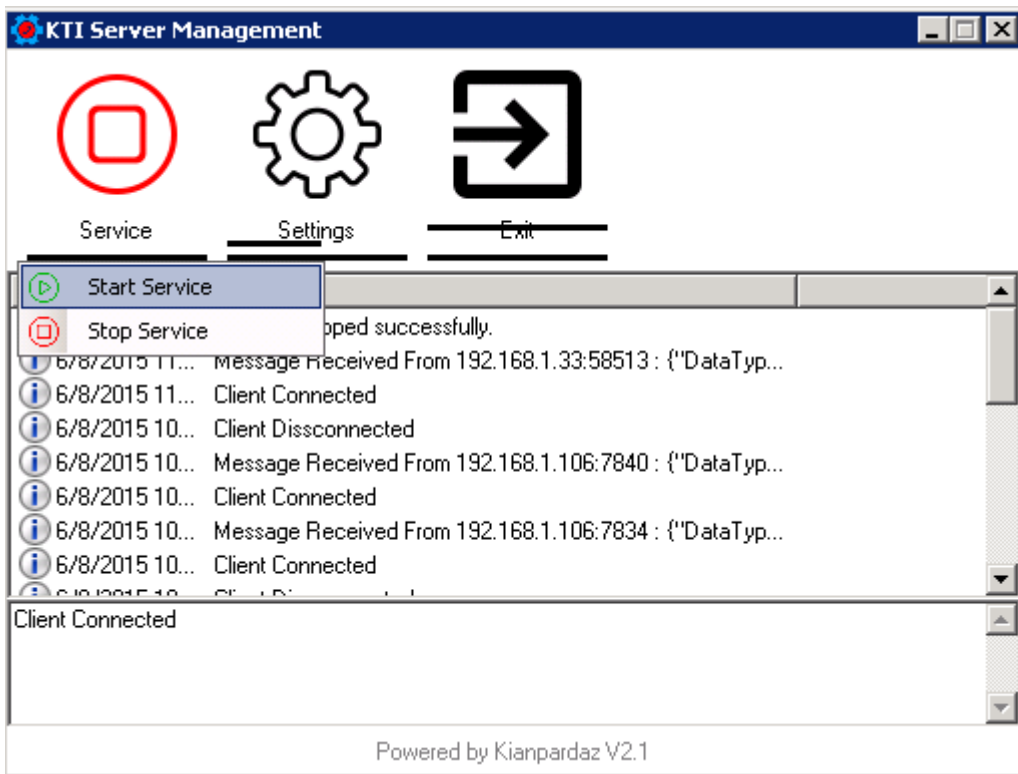 KTI Server Management
Service Settings Exit
Start Service
Stop Service
successfully.
6/8/2015 11... Message Received From 192.168.1.33:58513 : {"DataTyp...
6/8/2015 11... Client Connected
6/8/2015 10... Client Dissconnected
6/8/2015 10... Message Received From 192.168.1.106:7840 : {"DataTyp...
6/8/2015 10... Client Connected
6/8/2015 10... Message Received From 192.168.1.106:7834 : {"DataTyp...
6/8/2015 10... Client Connected
Client Connected
Powered by Kianpardaz V2.1